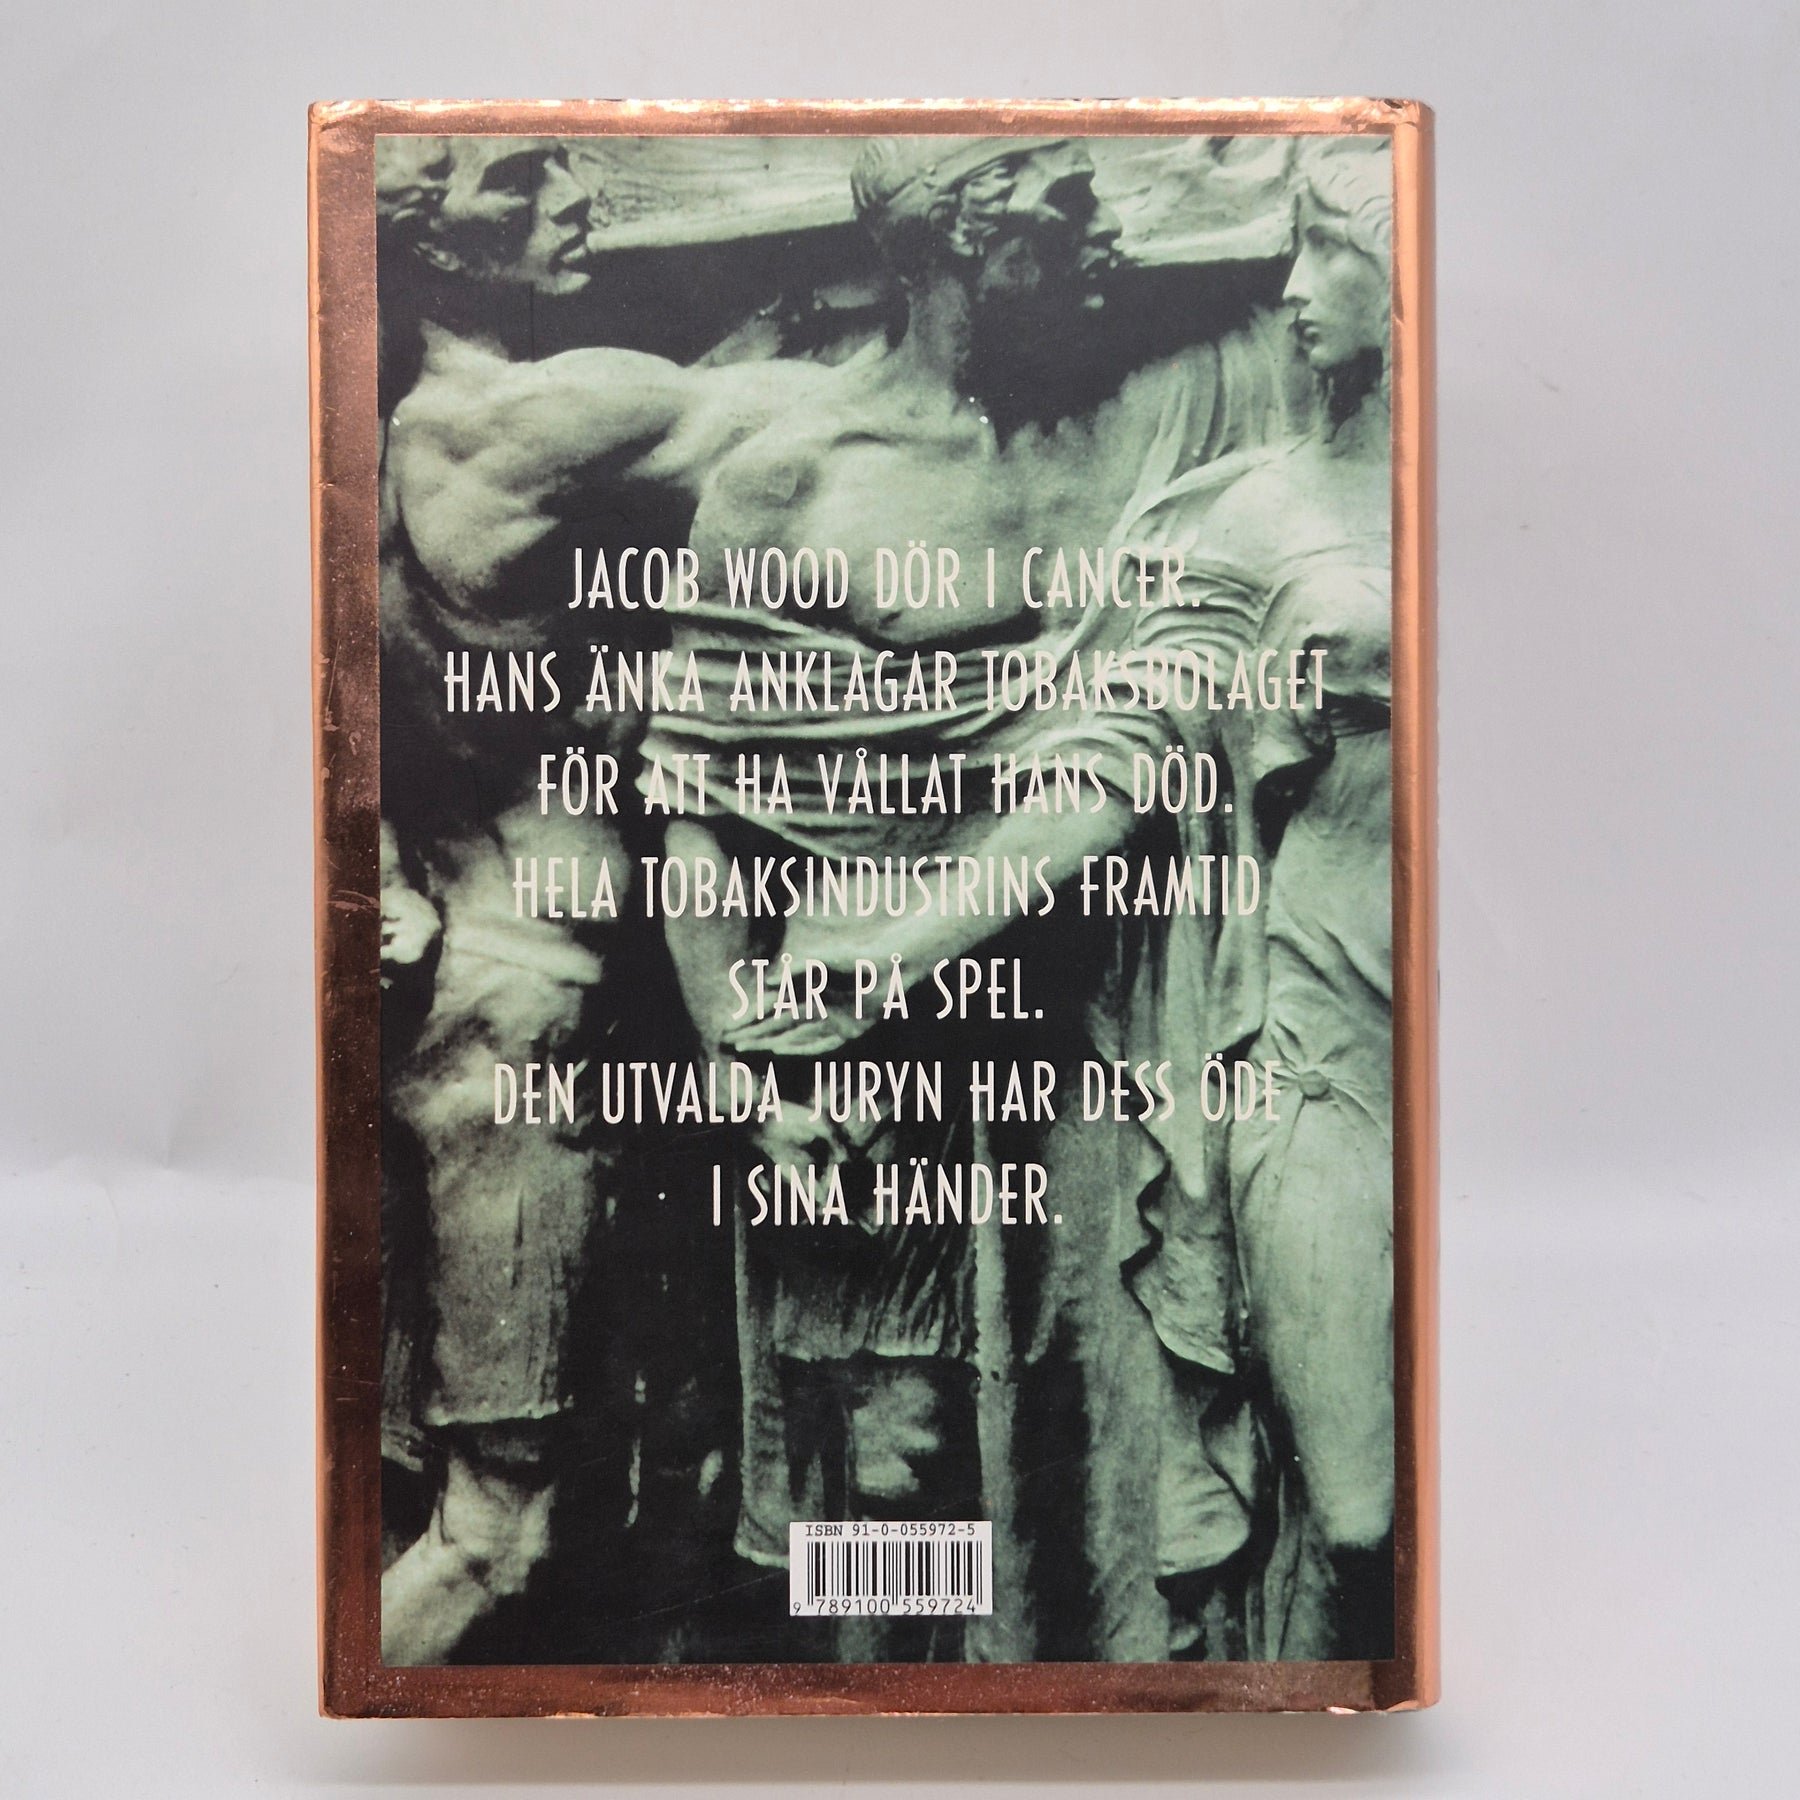 JACOB WOOD DÖR I CANCER.
HANS ÄNKA ANKLAGAR TOBAKSBOLAGET
FÖR ATT HA VÅLLAT HANS DÖD.
HELA TOBAKSINDUSTRINS FRAMTID
STÅR PÅ SPEL.
DEN UTVALDA JURYN HAR DESS ÖDE
I SINA HÄNDER.
ISBN 91-0-055972-5
9 789100 559724